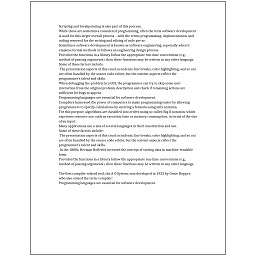 Scripting and breakpointing is also part of this process.
While these are sometimes considered programming, often the term software development
is used for this larger overall process – with the terms programming, implementation, and
coding reserved for the writing and editing of code per se.
Sometimes software development is known as software engineering, especially when it
employs formal methods or follows an engineering design process.
Provided the functions in a library follow the appropriate run-time conventions (e.g.,
method of passing arguments), then these functions may be written in any other language.
Some of these factors include:
The presentation aspects of this (such as indents, line breaks, color highlighting, and so on)
are often handled by the source code editor, but the content aspects reflect the
programmer's talent and skills.
When debugging the problem in a GUI, the programmer can try to skip some user
interaction from the original problem description and check if remaining actions are
sufficient for bugs to appear.
Programming languages are essential for software development.
Compilers harnessed the power of computers to make programming easier by allowing
programmers to specify calculations by entering a formula using infix notation.
For this purpose, algorithms are classified into orders using so-called Big O notation, which
expresses resource use, such as execution time or memory consumption, in terms of the size
of an input.
Many applications use a mix of several languages in their construction and use.
Some of these factors include:
The presentation aspects of this (such as indents, line breaks, color highlighting, and so on)
are often handled by the source code editor, but the content aspects reflect the
programmer's talent and skills.
In the 1880s, Herman Hollerith invented the concept of storing data in machine-readable
form.
Provided the functions in a library follow the appropriate run-time conventions (e.g.,
method of passing arguments), then these functions may be written in any other language.
The first compiler related tool, the A-0 System, was developed in 1952 by Grace Hopper,
who also coined the term 'compiler'.
Programming languages are essential for software development.